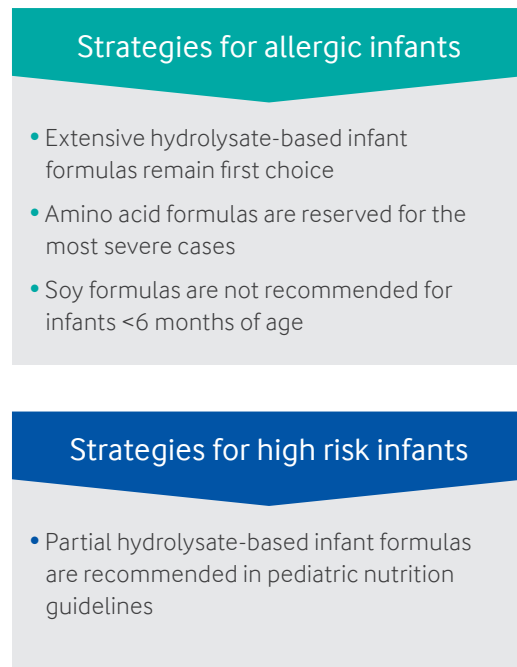 Strategies for allergic infants
• Extensive hydrolysate-based infant
formulas remain first choice
• Amino acid formulas are reserved for the
most severe cases
• Soy formulas are not recommended for
infants <6 months of age
Strategies for high risk infants
• Partial hydrolysate-based infant formulas
are recommended in pediatric nutrition
guidelines